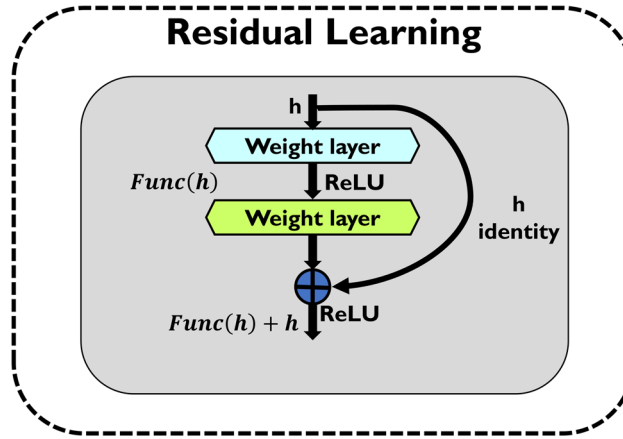 Residual Learning
h
Weight layer
Func(h)
ReLU
Weight layer
h
identity
Func(h) + h
ReLU